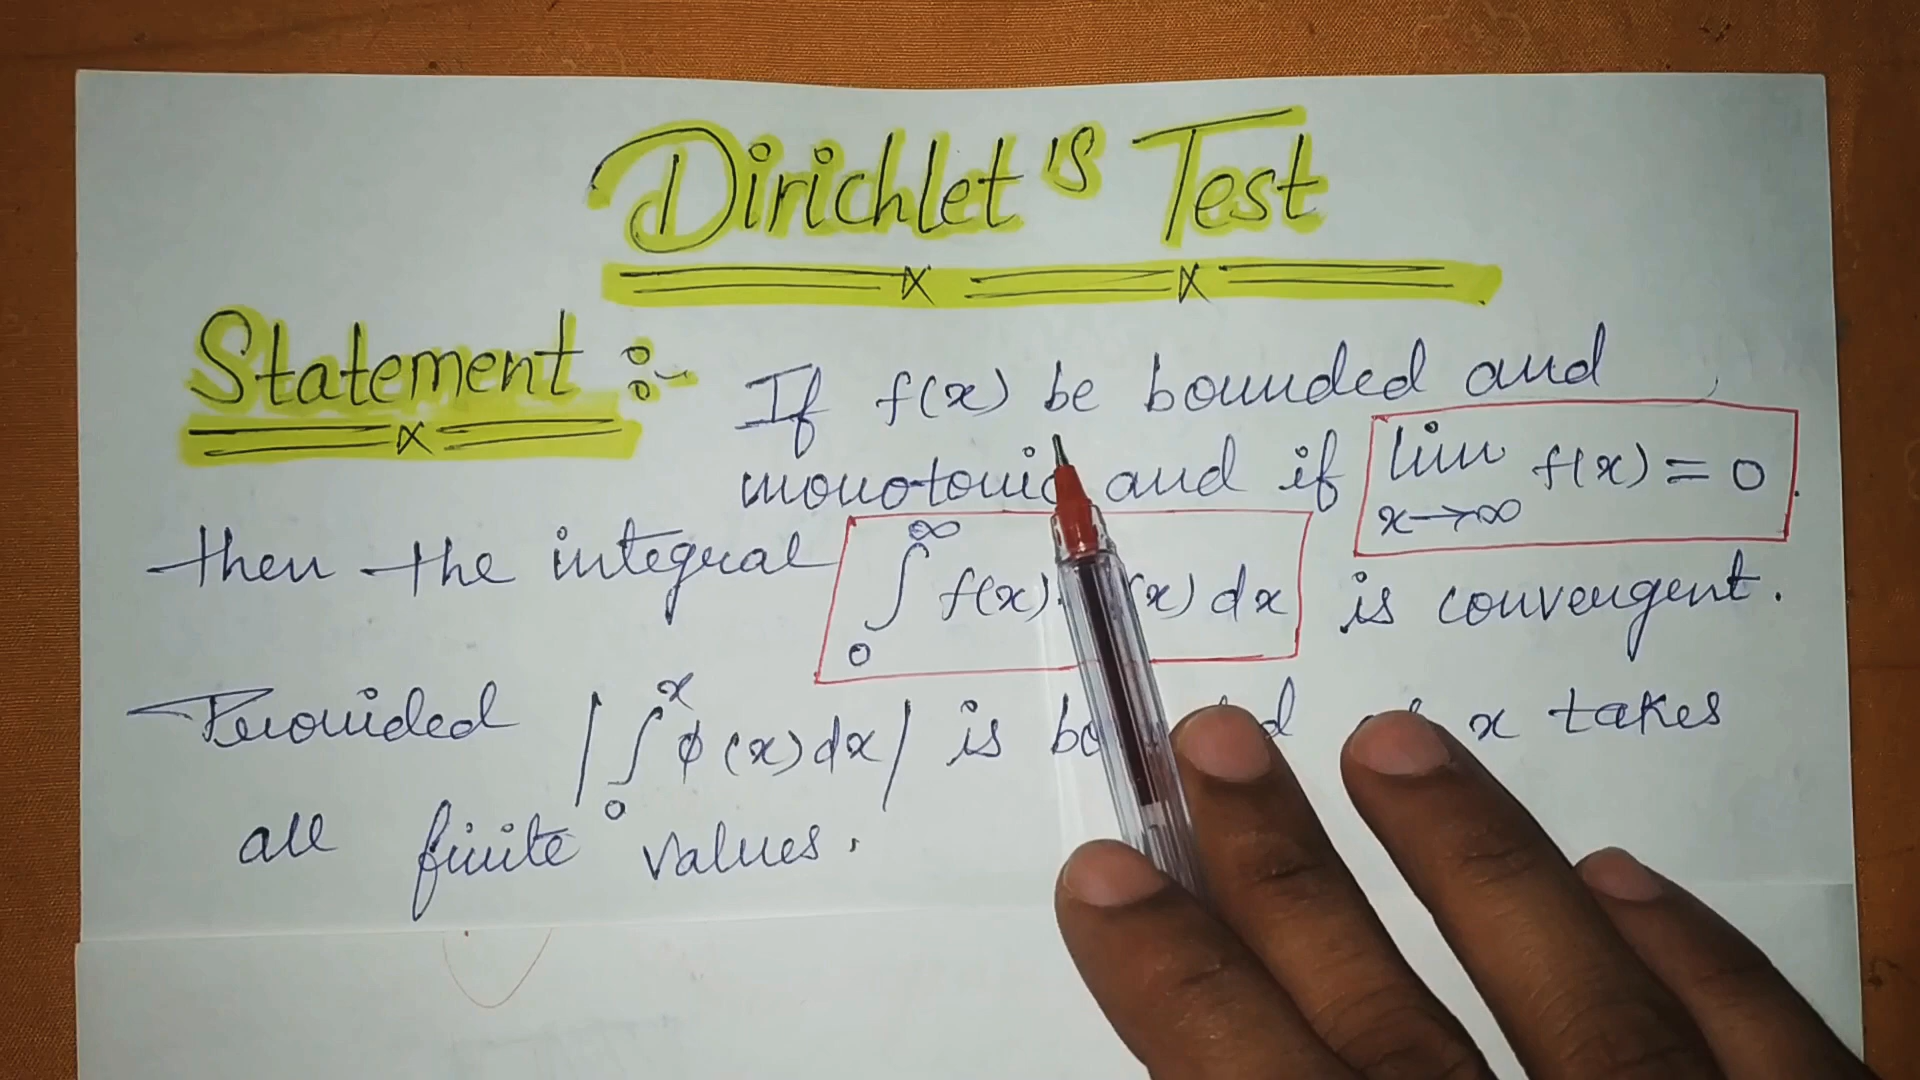 Dirichlet's Test
Statement :- If f(x) be bounded and
monotonic and if lim x→∞ f(x) = 0.
then the integral ∫₀^∞ f(x). (x) dx is convergent.
Provided |∫₀^x φ(x)dx| is x takes
all finite values.